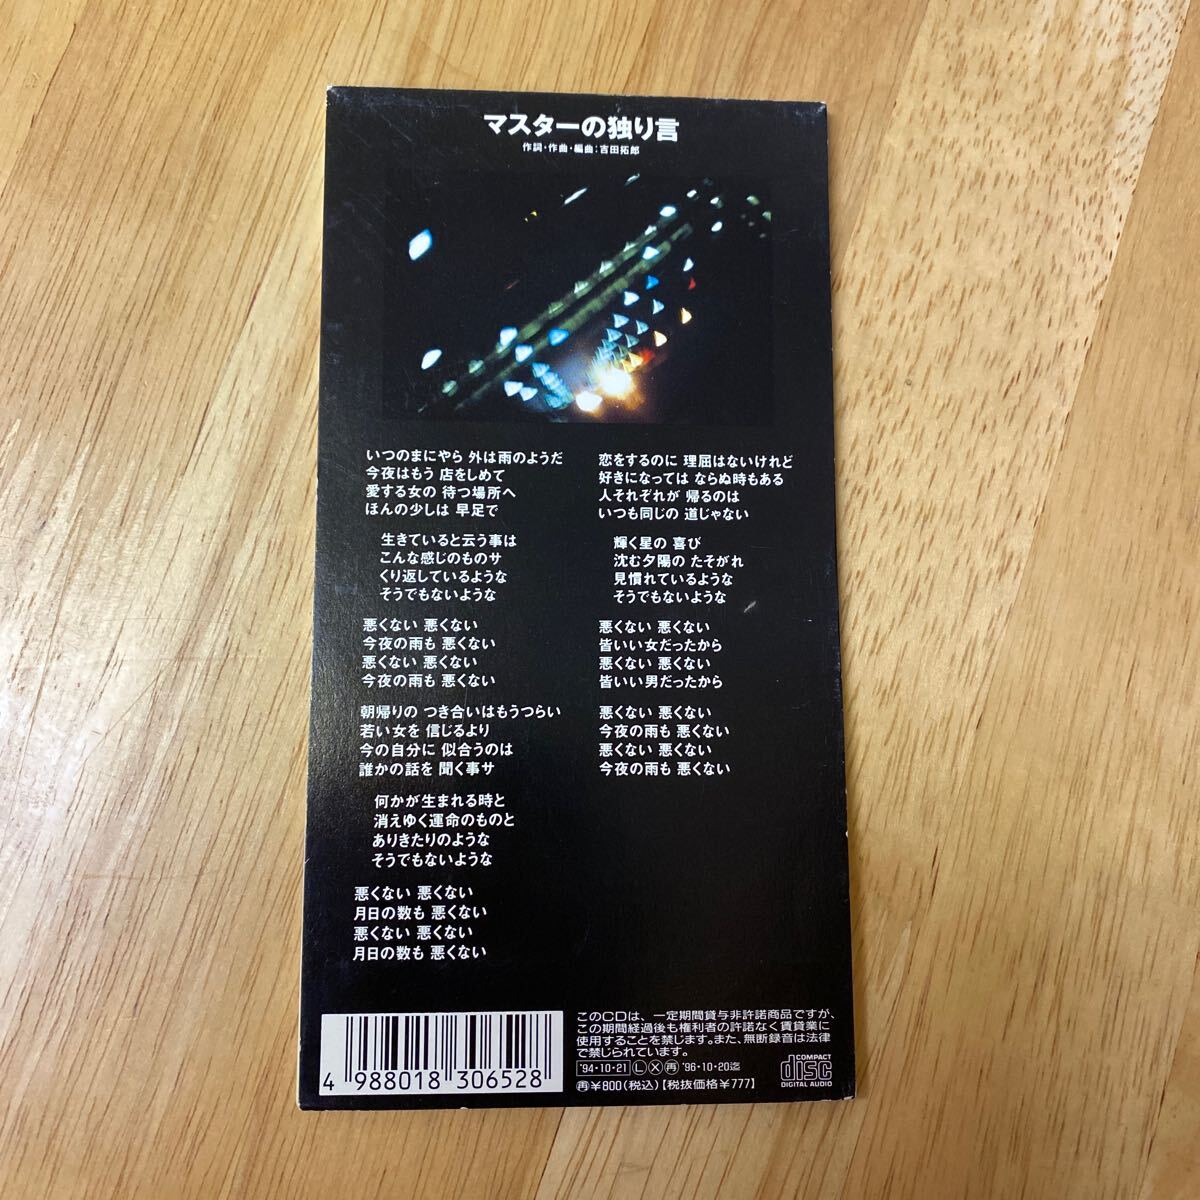 マスターの独り言
作詞・作曲・編曲：吉田拓郎
いつのまにやら 外は雨のようだ
今夜はもう 店をしめて
愛する女の 待つ場所へ
ほんの少しは 早足で
生きていると云う事は
こんな感じのものサ
くり返しているような
そうでもないような
悪くない 悪くない
今夜の雨も 悪くない
悪くない 悪くない
今夜の雨も 悪くない
朝帰りの つき合いはもうつらい
若い女を 信じるより
今の自分に 似合うのは
誰かの話を 聞く事サ
何かが生まれる時と
消えゆく運命のものと
ありきたりのような
そうでもないような
悪くない 悪くない
月日の数も 悪くない
悪くない 悪くない
月日の数も 悪くない
恋をするのに 理屈はないけれど
好きになっては ならぬ時もある
人それぞれが 帰るのは
いつも同じの 道じゃない
輝く星の 喜び
沈む夕陽の たそがれ
見慣れているような
そうでもないような
悪くない 悪くない
皆いい女だったから
悪くない 悪くない
皆いい男だったから
悪くない 悪くない
今夜の雨も 悪くない
悪くない 悪くない
今夜の雨も 悪くない
4 988018 306528
このCDは、一定期間貸与非許諾商品ですが、
この期間経過後も権利者の許諾なく賃貸業に
使用することを禁じます。また、無断録音は法律
で禁じられています。
'94・10・21 Ⓛ Ⓧ ㊢ '96・10・20迄
㊢¥800(税込)【税抜価格¥777】
COMPACT
disc
DIGITAL AUDIO